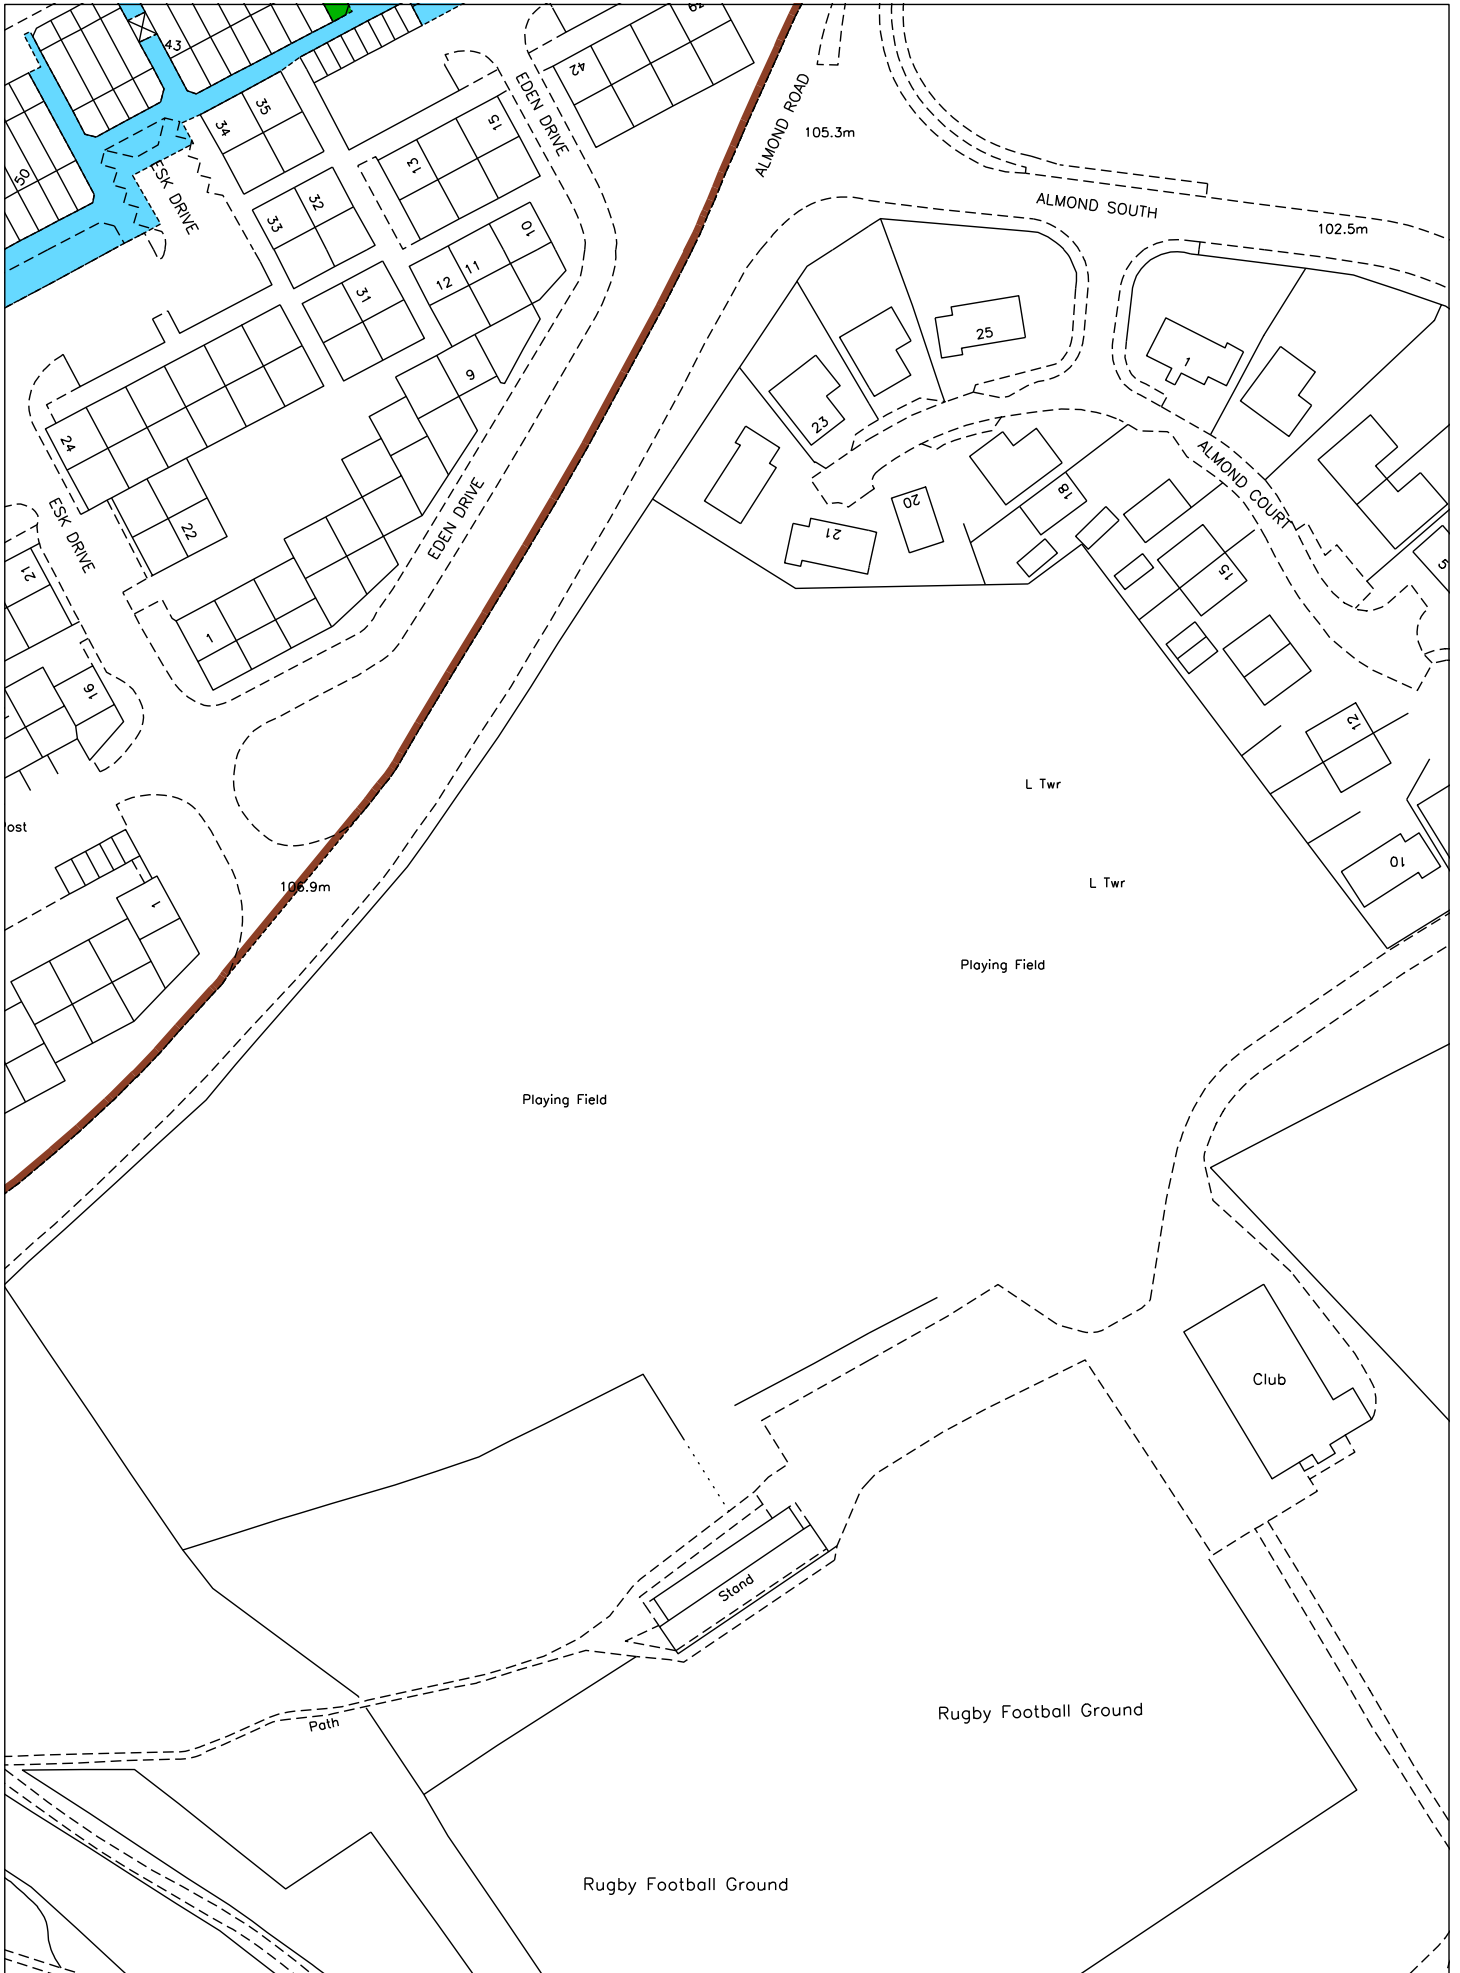 43
42
35
34
15
EDEN DRIVE
ALMOND ROAD
105.3m
13
50
ESK DRIVE
32
33
ALMOND SOUTH
102.5m
10
11
12
31
25
1
9
23
24
22
ESK DRIVE
EDEN DRIVE
ALMOND COURT
18
20
21
15
5
21
1
16
12
L Twr
10
L Twr
106.9m
1
Playing Field
Playing Field
Club
Stand
Rugby Football Ground
Path
Rugby Football Ground